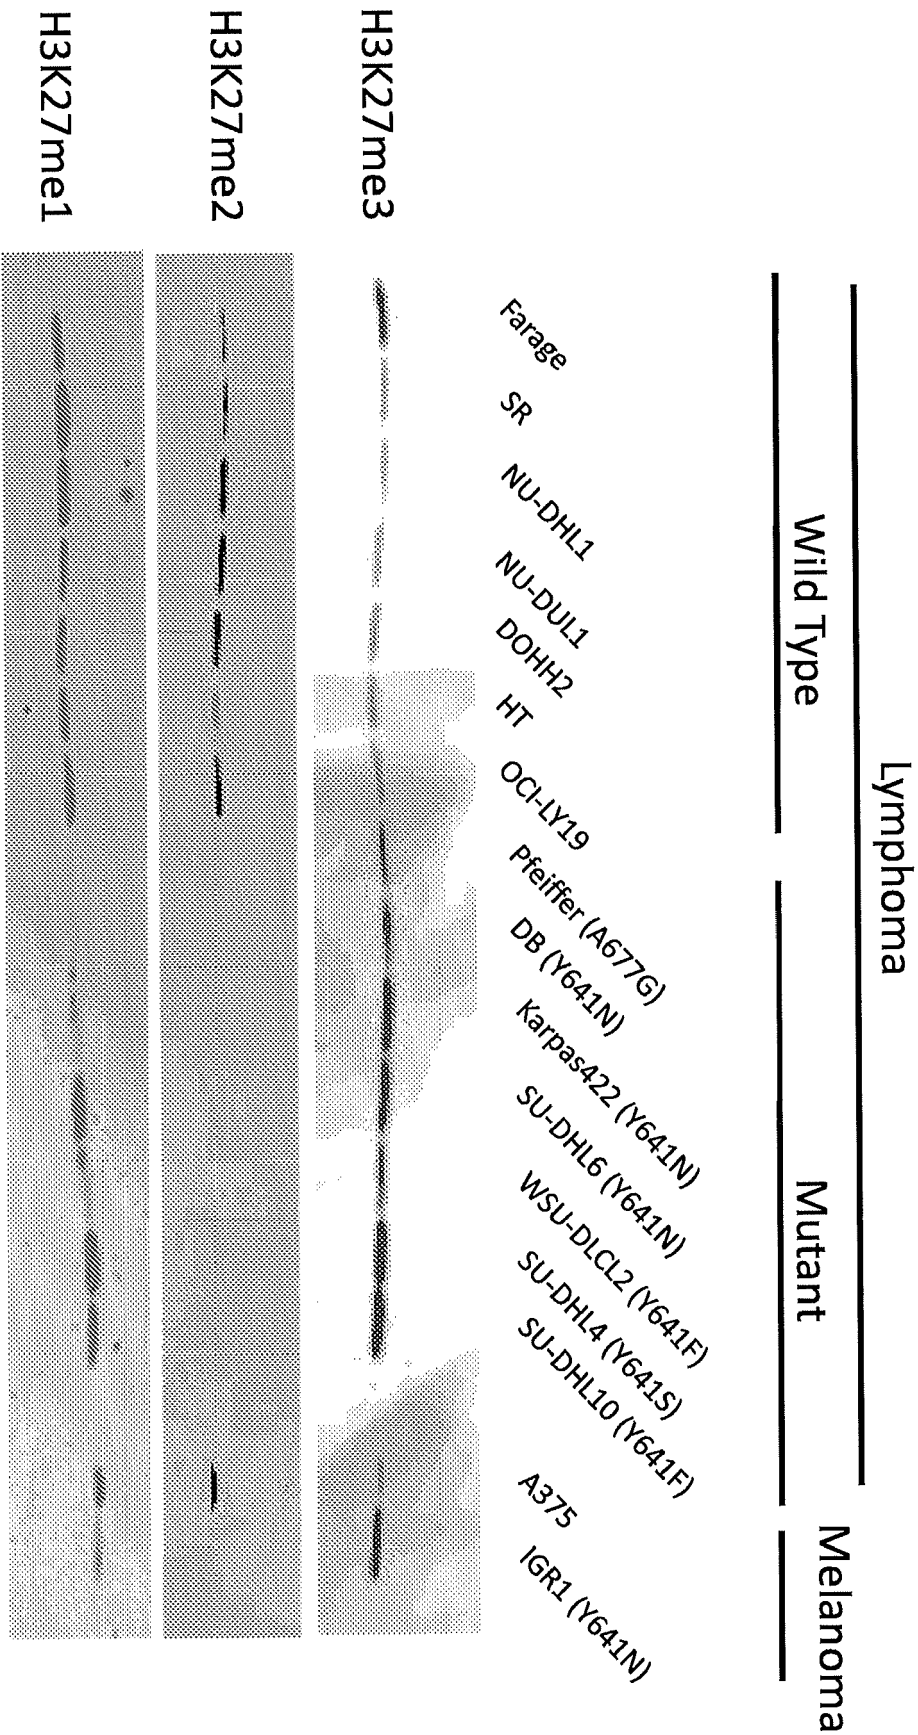 Lymphoma
Melanoma
Wild Type
Mutant
Farage
SR
NU-DHL1
NU-DUL1
DOHH2
HT
OCI-LY19
Pfeiffer (A677G)
DB (Y641N)
Karpas422 (Y641N)
SU-DHL6 (Y641N)
WSU-DLCL2 (Y641F)
SU-DHL4 (Y641S)
SU-DHL10 (Y641F)
A375
IGR1 (Y641N)
H3K27me3
H3K27me2
H3K27me1